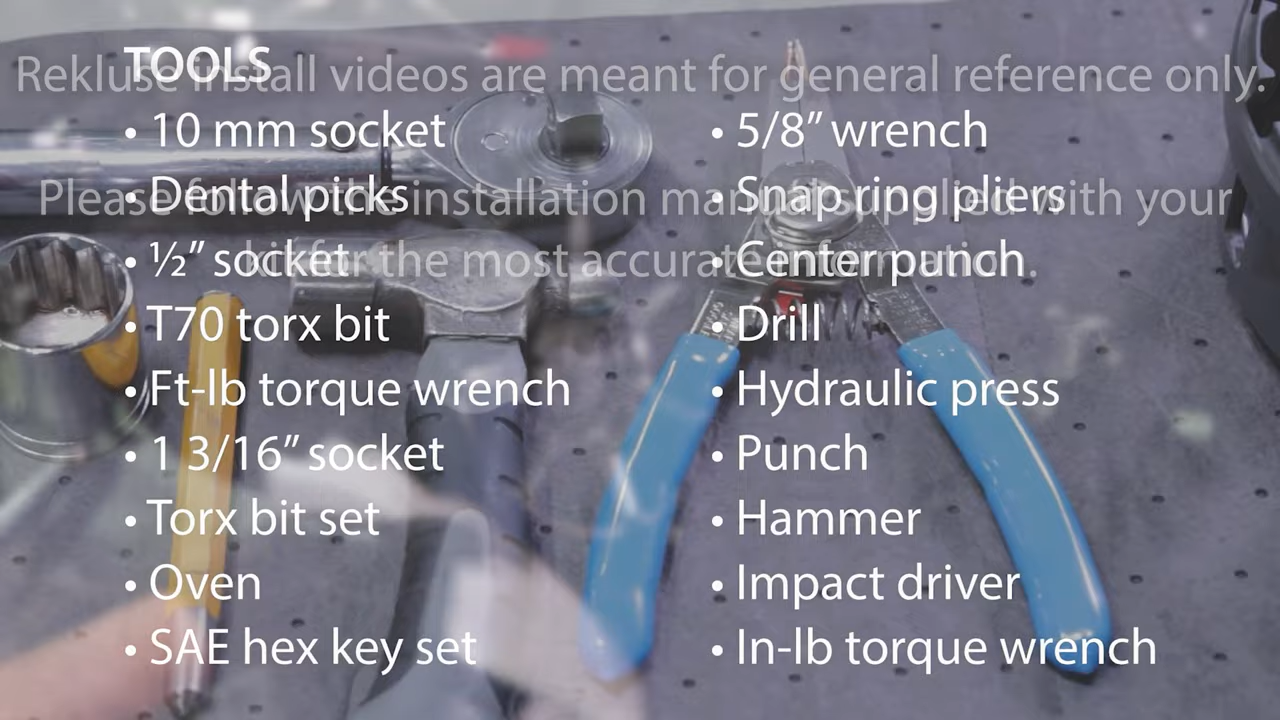 Rekluse install videos are meant for general reference only.
Please follow the installation manual supplied with your
kit for the most accurate information.
TOOLS
• 10 mm socket
• Dental picks
• ½” socket
• T70 torx bit
• Ft-lb torque wrench
• 1 3/16” socket
• Torx bit set
• Oven
• SAE hex key set
• 5/8” wrench
• Snap ring pliers
• Center punch
• Drill
• Hydraulic press
• Punch
• Hammer
• Impact driver
• In-lb torque wrench